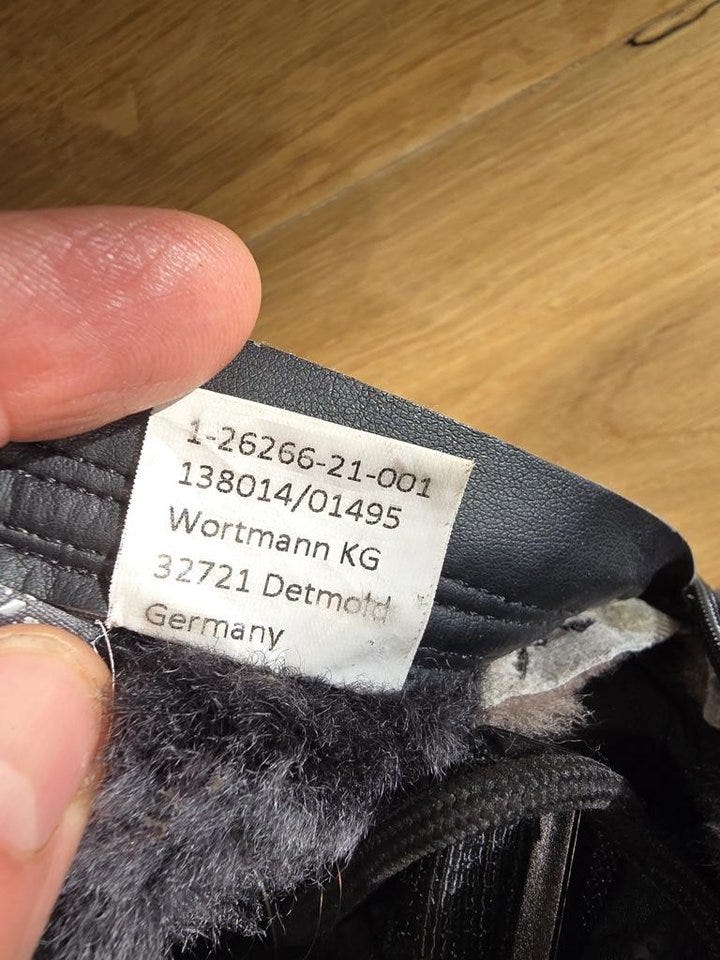 1-26266-21-001
138014/01495
Wortmann KG
32721 Detmold
Germany